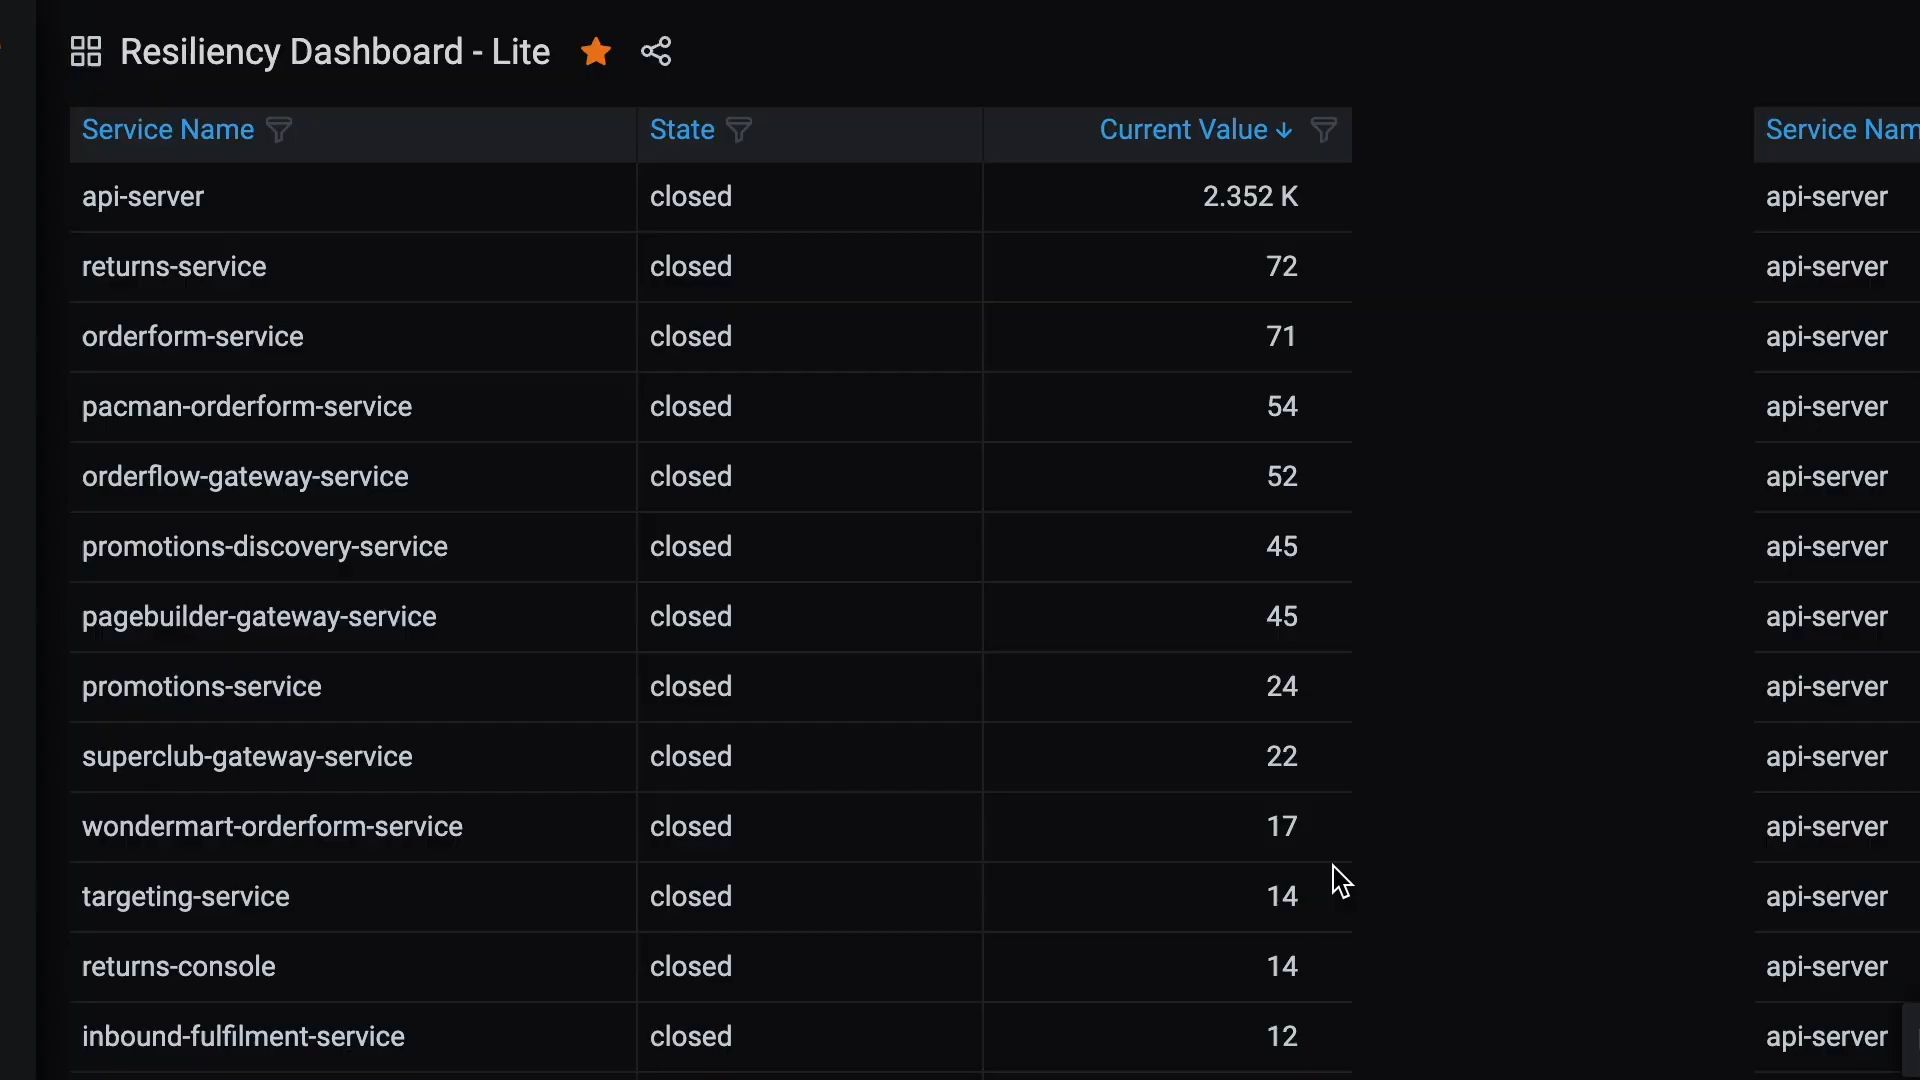 Resiliency Dashboard - Lite
Service Name State Current Value
api-server closed 2.352 K
returns-service closed 72
orderform-service closed 71
pacman-orderform-service closed 54
orderflow-gateway-service closed 52
promotions-discovery-service closed 45
pagebuilder-gateway-service closed 45
promotions-service closed 24
superclub-gateway-service closed 22
wondermart-orderform-service closed 17
targeting-service closed 14
returns-console closed 14
inbound-fulfilment-service closed 12
Service Nam
api-server
api-server
api-server
api-server
api-server
api-server
api-server
api-server
api-server
api-server
api-server
api-server
api-server